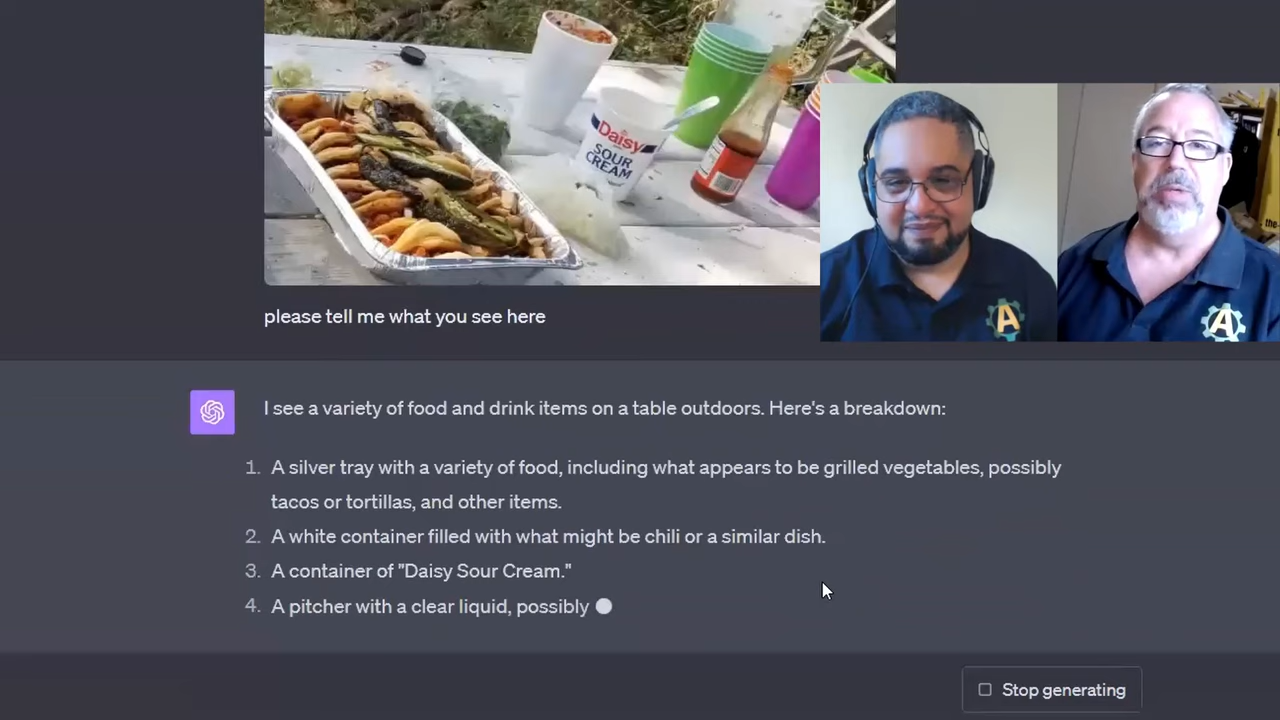 Daisy
SOUR
CREAM
A
A
please tell me what you see here
I see a variety of food and drink items on a table outdoors. Here's a breakdown:
1. A silver tray with a variety of food, including what appears to be grilled vegetables, possibly
tacos or tortillas, and other items.
2. A white container filled with what might be chili or a similar dish.
3. A container of "Daisy Sour Cream."
4. A pitcher with a clear liquid, possibly
Stop generating